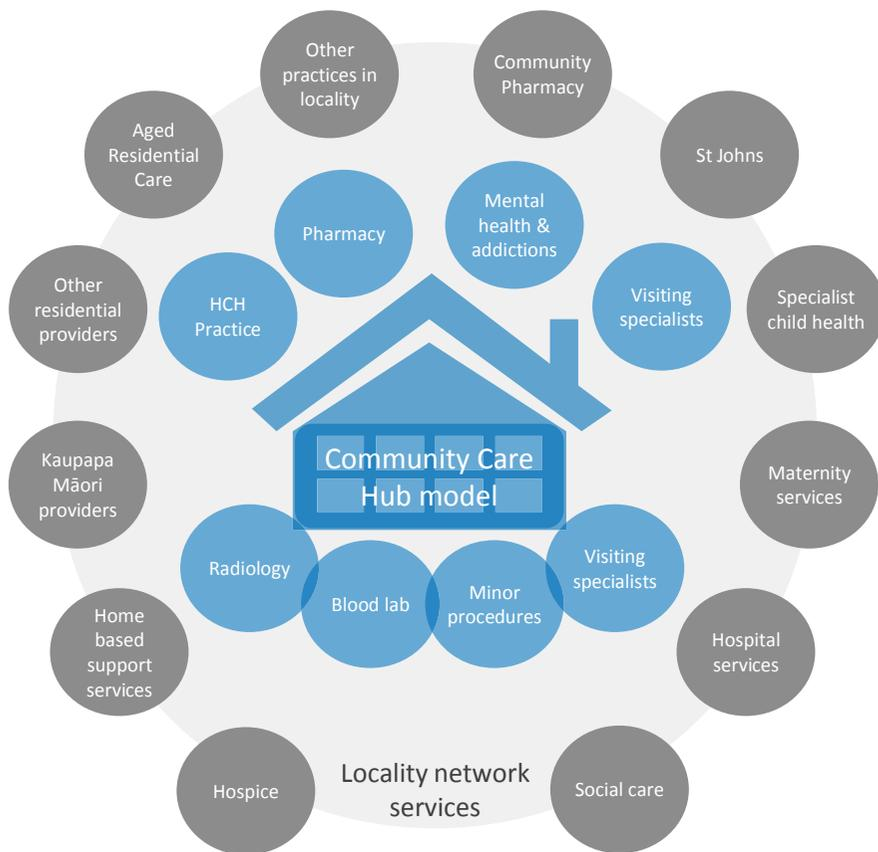 Other
practices in
locality
Community
Pharmacy
Aged
Residential
Care
St Johns
Pharmacy
Mental
health &
addictions
Other
residential
providers
HCH
Practice
Visiting
specialists
Specialist
child health
Community Care
Hub model
Kaupapa
Māori
providers
Maternity
services
Radiology
Blood lab
Minor
procedures
Visiting
specialists
Home
based
support
services
Hospital
services
Hospice
Locality network
services
Social care